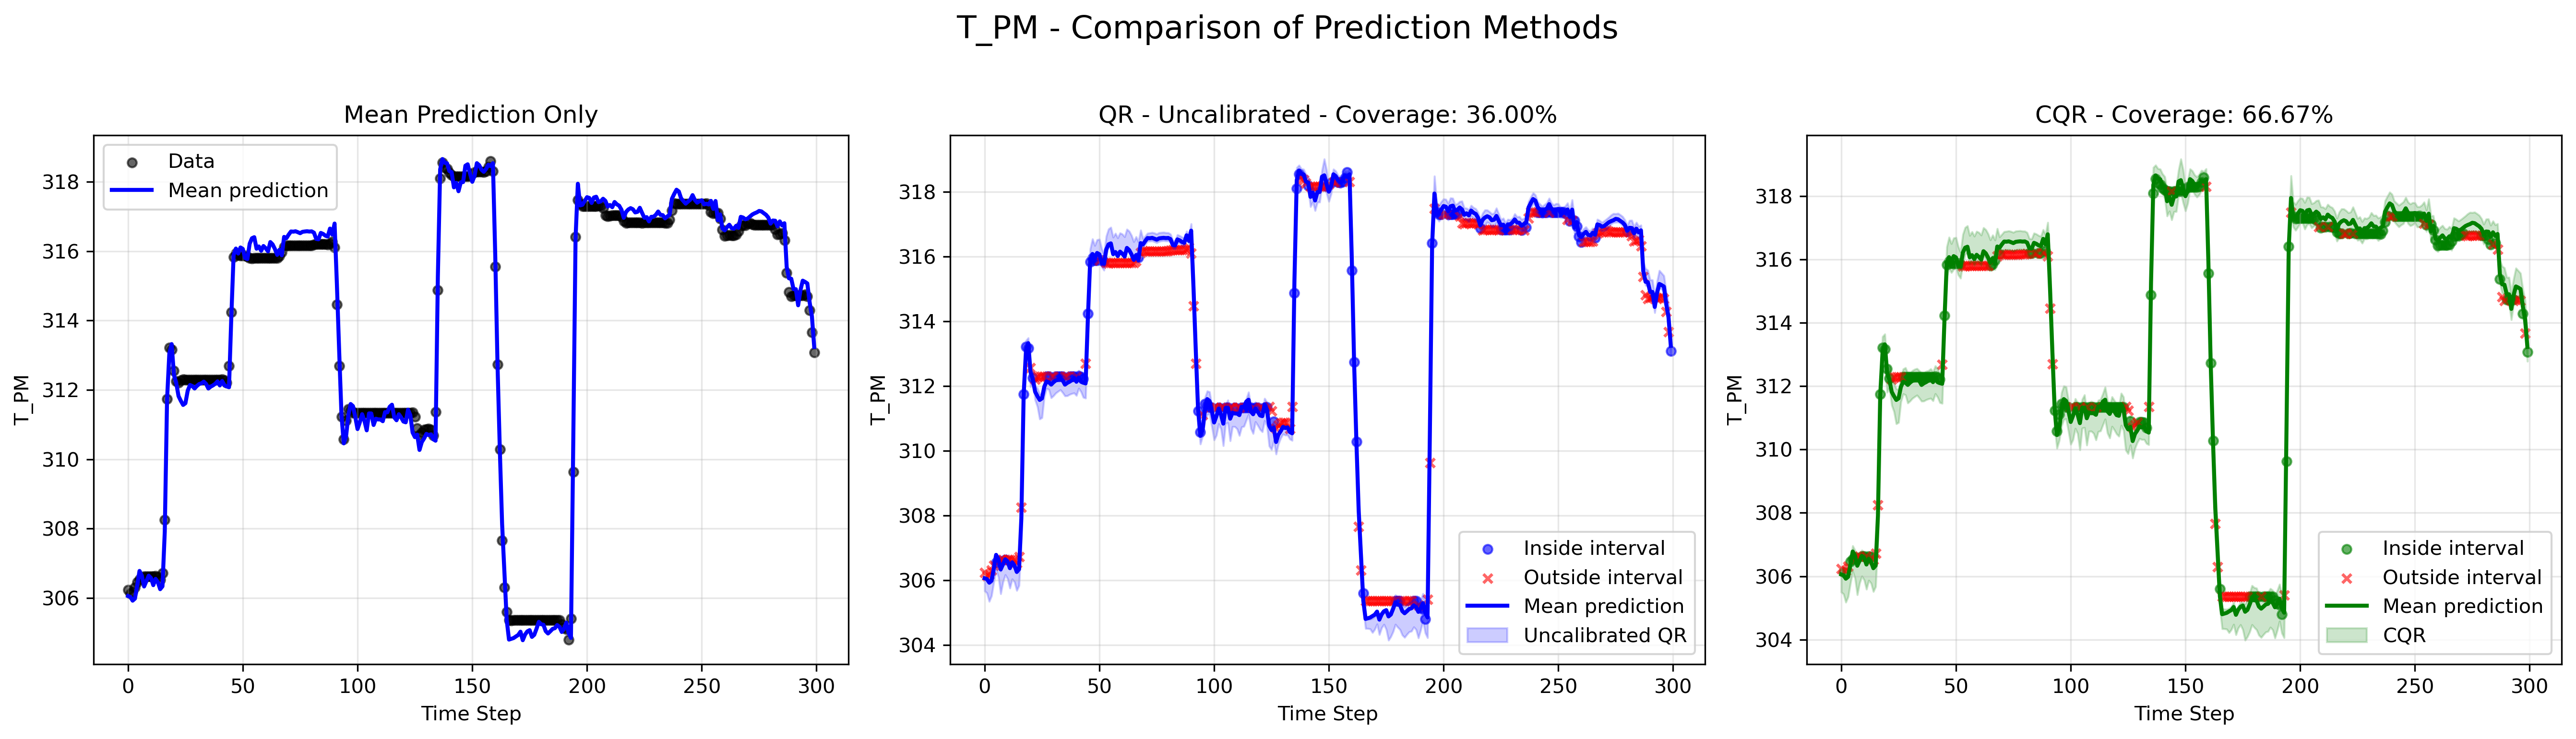 T_PM - Comparison of Prediction Methods
Mean Prediction Only
Data
Mean prediction
318
316
314
312
310
308
306
T_PM
0 50 100 150 200 250 300
Time Step
QR - Uncalibrated - Coverage: 36.00%
318
316
314
312
310
308
306
304
T_PM
Inside interval
Outside interval
Mean prediction
Uncalibrated QR
0 50 100 150 200 250 300
Time Step
CQR - Coverage: 66.67%
318
316
314
312
310
308
306
304
T_PM
Inside interval
Outside interval
Mean prediction
CQR
0 50 100 150 200 250 300
Time Step